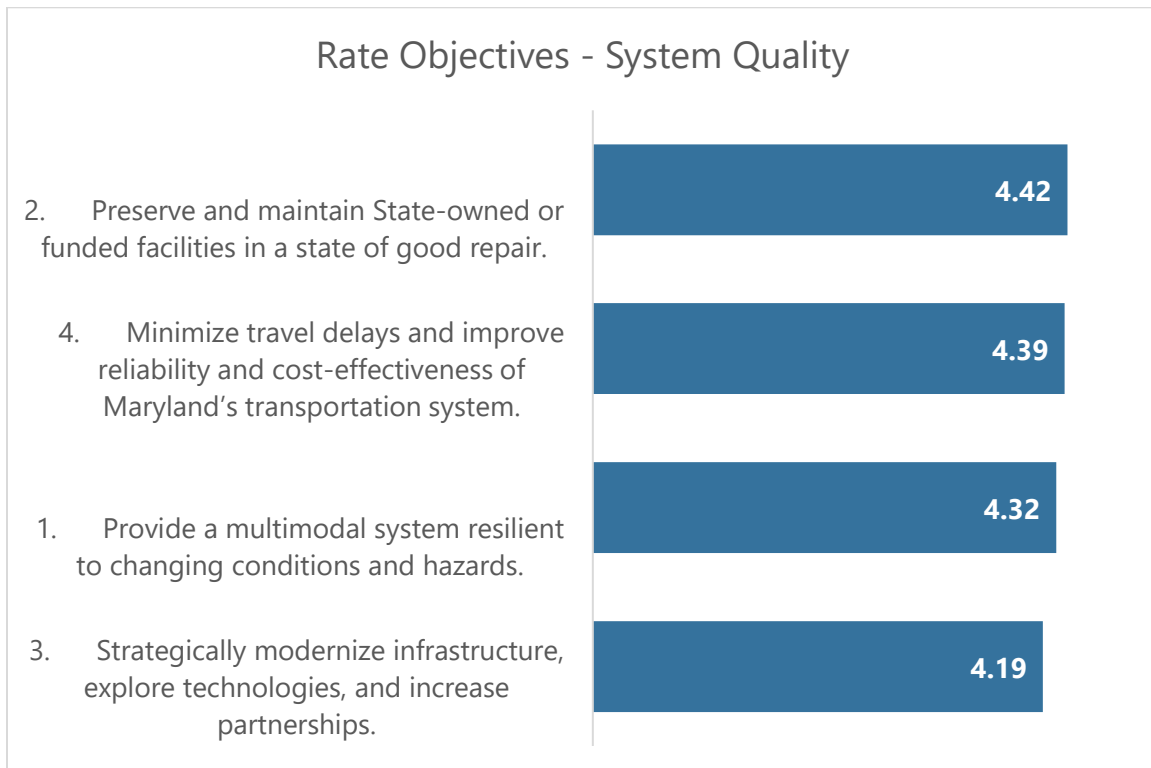 Rate Objectives - System Quality
2. Preserve and maintain State-owned or
funded facilities in a state of good repair.
4.42
4. Minimize travel delays and improve
reliability and cost-effectiveness of
Maryland’s transportation system.
4.39
1. Provide a multimodal system resilient
to changing conditions and hazards.
4.32
3. Strategically modernize infrastructure,
explore technologies, and increase
partnerships.
4.19